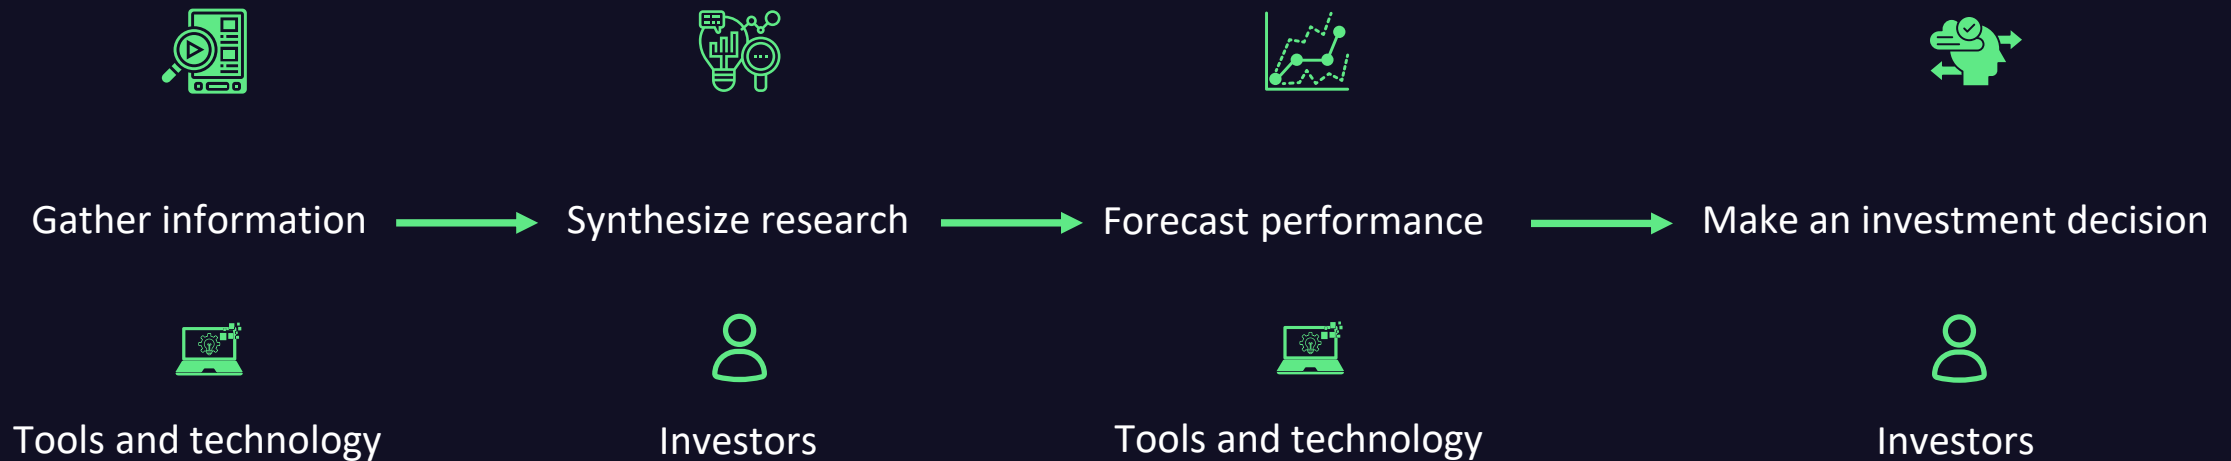 Gather information
Synthesize research
Forecast performance
Make an investment decision
Tools and technology
Investors
Tools and technology
Investors